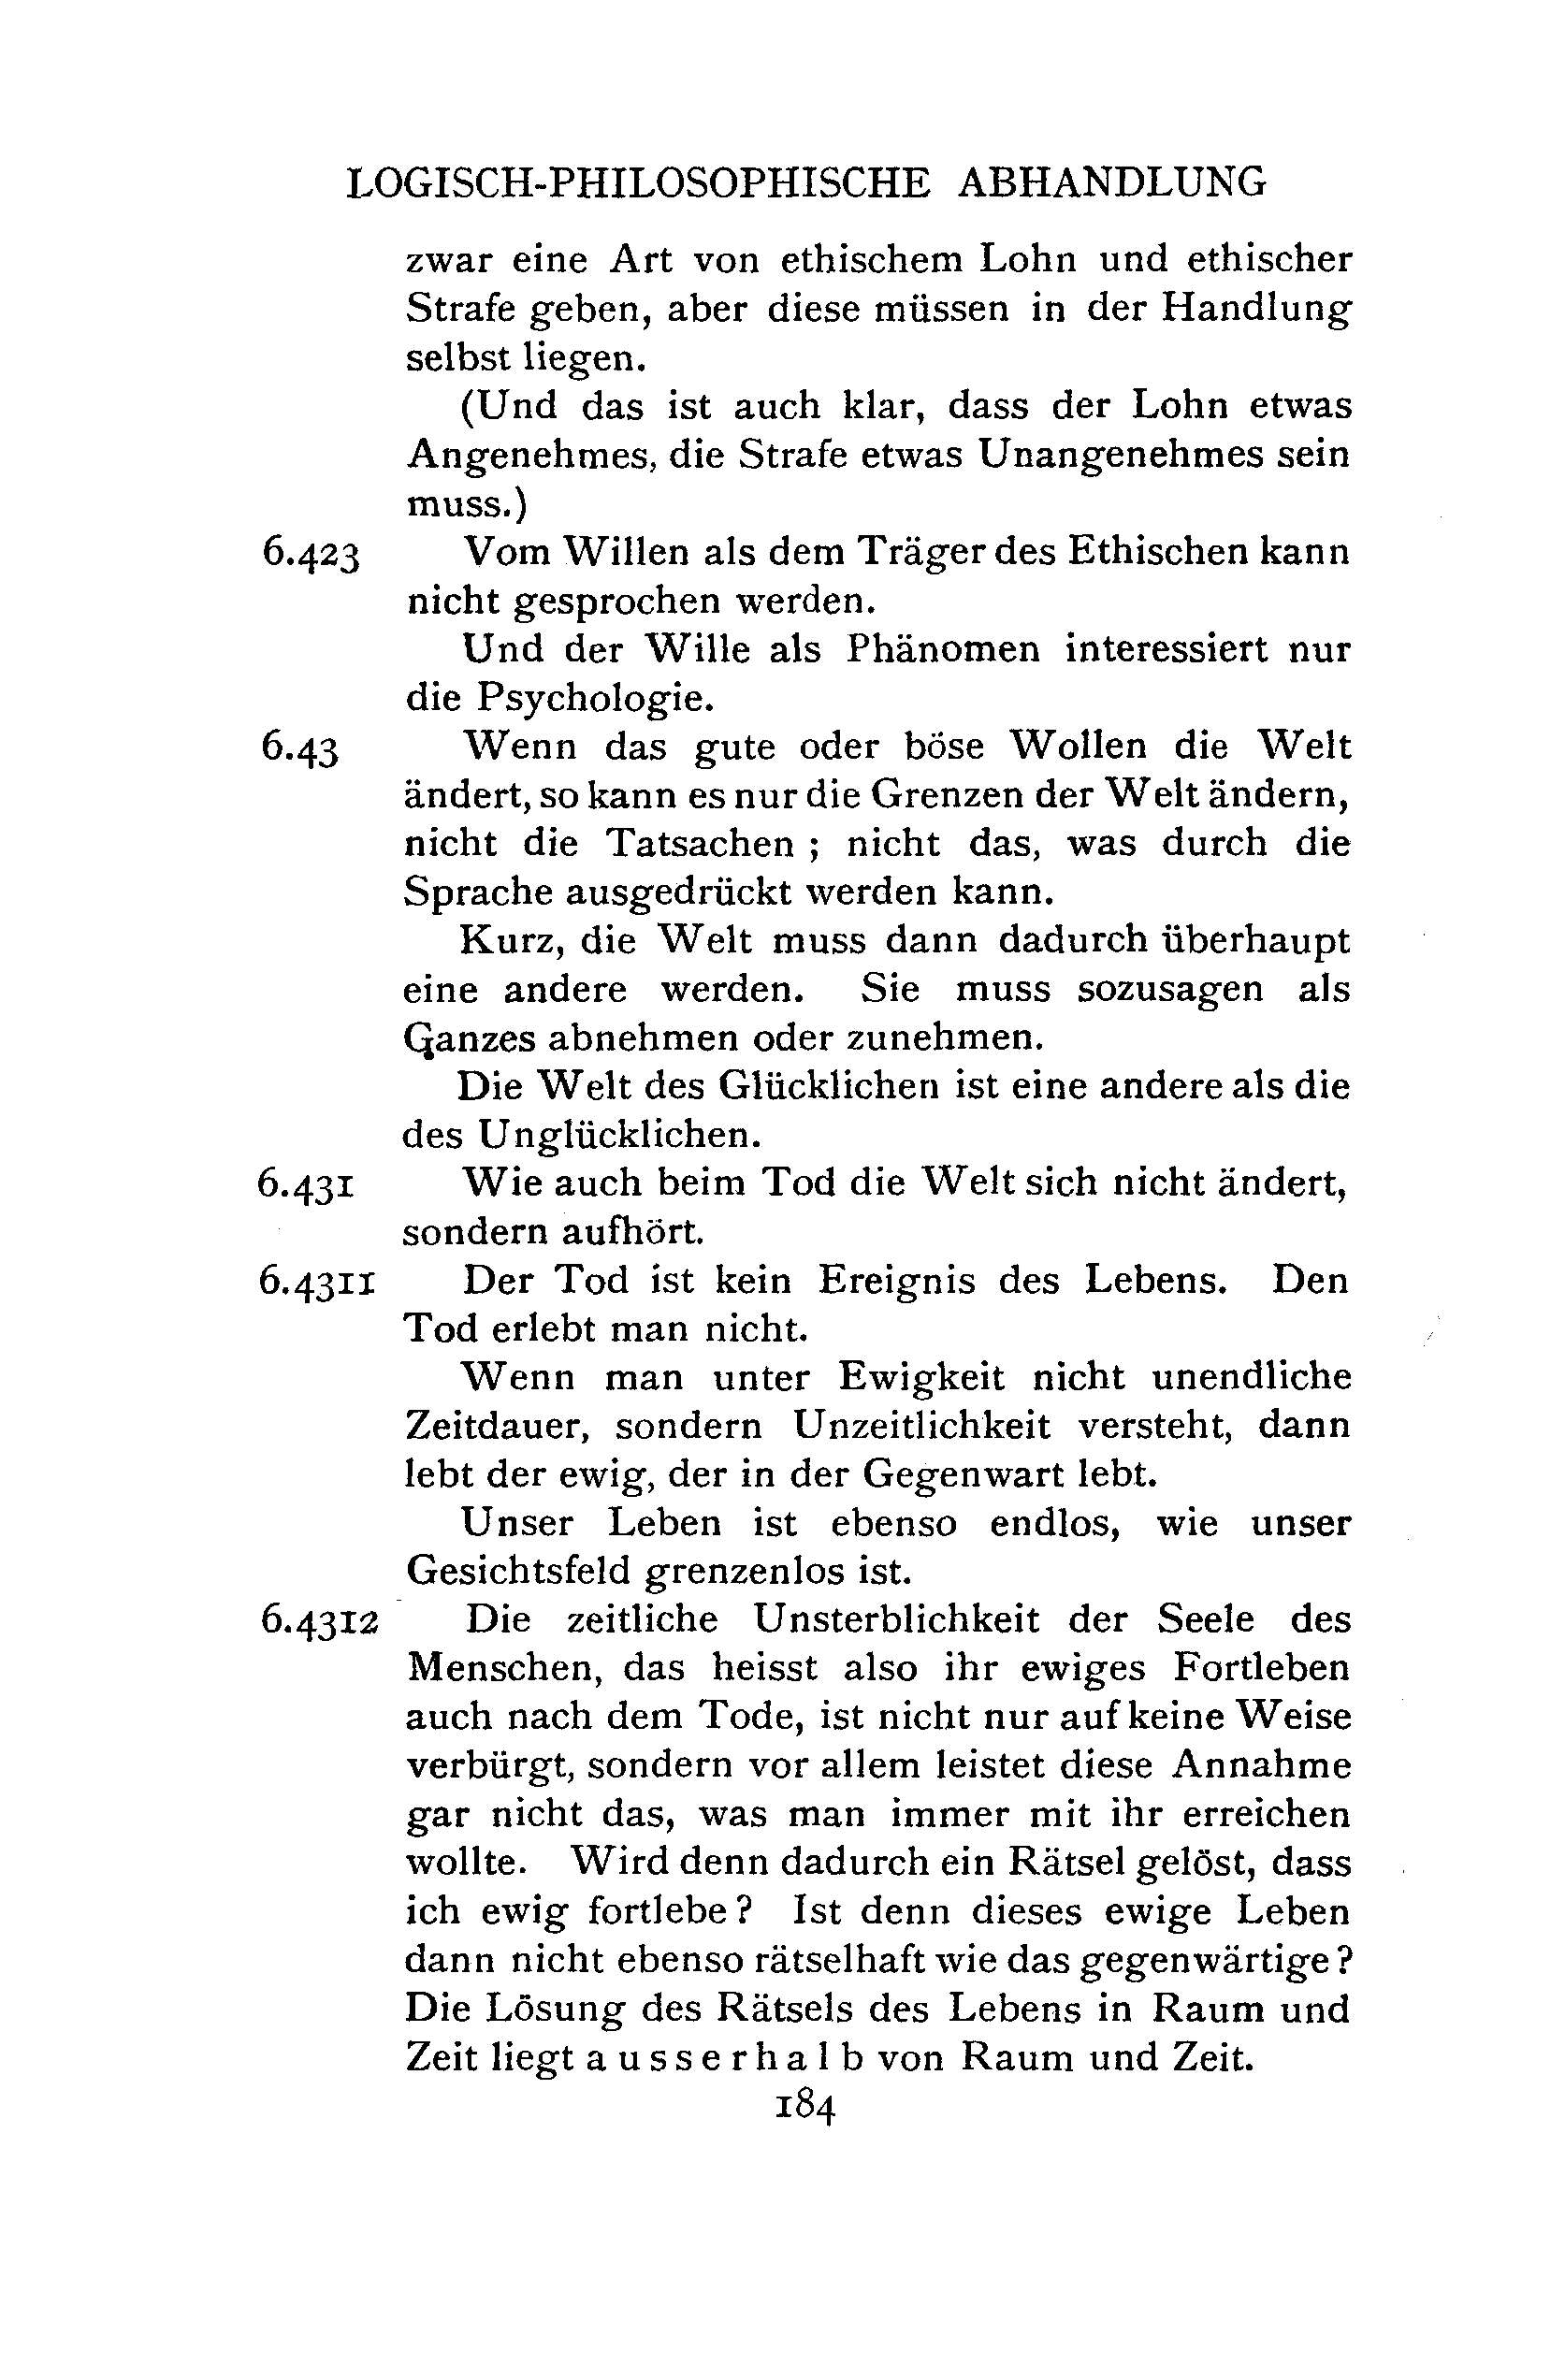 LOGISCH-PHILOSOPHISCHE ABHANDLUNG
zwar eine Art von ethischem Lohn und ethischer
Strafe geben, aber diese müssen in der Handlung
selbst liegen.
(Und das ist auch klar, dass der Lohn etwas
Angenehmes, die Strafe etwas Unangenehmes sein
muss.)
6.423 Vom Willen als dem Träger des Ethischen kann
nicht gesprochen werden.
Und der Wille als Phänomen interessiert nur
die Psychologie.
6.43 Wenn das gute oder böse Wollen die Welt
ändert, so kann es nur die Grenzen der Welt ändern,
nicht die Tatsachen ; nicht das, was durch die
Sprache ausgedrückt werden kann.
Kurz, die Welt muss dann dadurch überhaupt
eine andere werden. Sie muss sozusagen als
Ganzes abnehmen oder zunehmen.
Die Welt des Glücklichen ist eine andere als die
des Unglücklichen.
6.431 Wie auch beim Tod die Welt sich nicht ändert,
sondern aufhört.
6.4311 Der Tod ist kein Ereignis des Lebens. Den
Tod erlebt man nicht.
Wenn man unter Ewigkeit nicht unendliche
Zeitdauer, sondern Unzeitlichkeit versteht, dann
lebt der ewig, der in der Gegenwart lebt.
Unser Leben ist ebenso endlos, wie unser
Gesichtsfeld grenzenlos ist.
6.4312 Die zeitliche Unsterblichkeit der Seele des
Menschen, das heisst also ihr ewiges Fortleben
auch nach dem Tode, ist nicht nur auf keine Weise
verbürgt, sondern vor allem leistet diese Annahme
gar nicht das, was man immer mit ihr erreichen
wollte. Wird denn dadurch ein Rätsel gelöst, dass
ich ewig fortlebe ? Ist denn dieses ewige Leben
dann nicht ebenso rätselhaft wie das gegenwärtige ?
Die Lösung des Rätsels des Lebens in Raum und
Zeit liegt a u s s e r h a l b von Raum und Zeit.
184